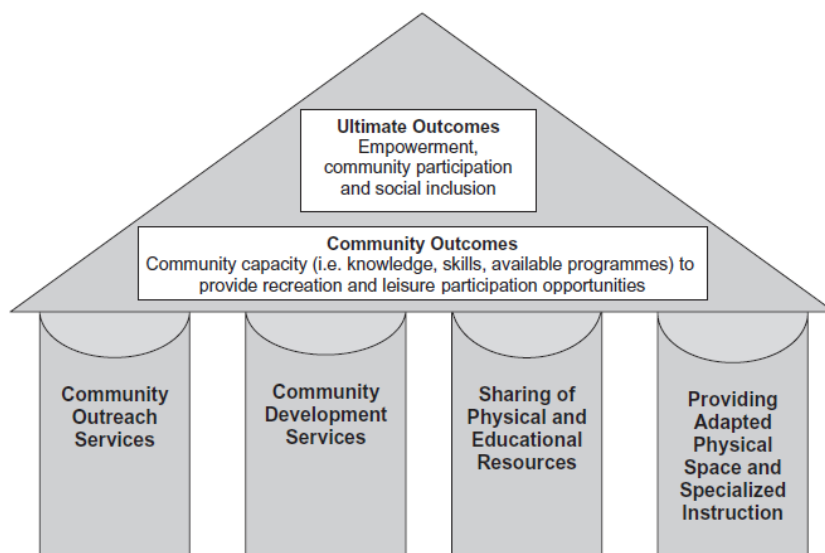 Ultimate Outcomes
Empowerment,
community participation
and social inclusion
Community Outcomes
Community capacity (i.e. knowledge, skills, available programmes) to
provide recreation and leisure participation opportunities
Community
Outreach
Services
Community
Development
Services
Sharing of
Physical and
Educational
Resources
Providing
Adapted
Physical
Space and
Specialized
Instruction